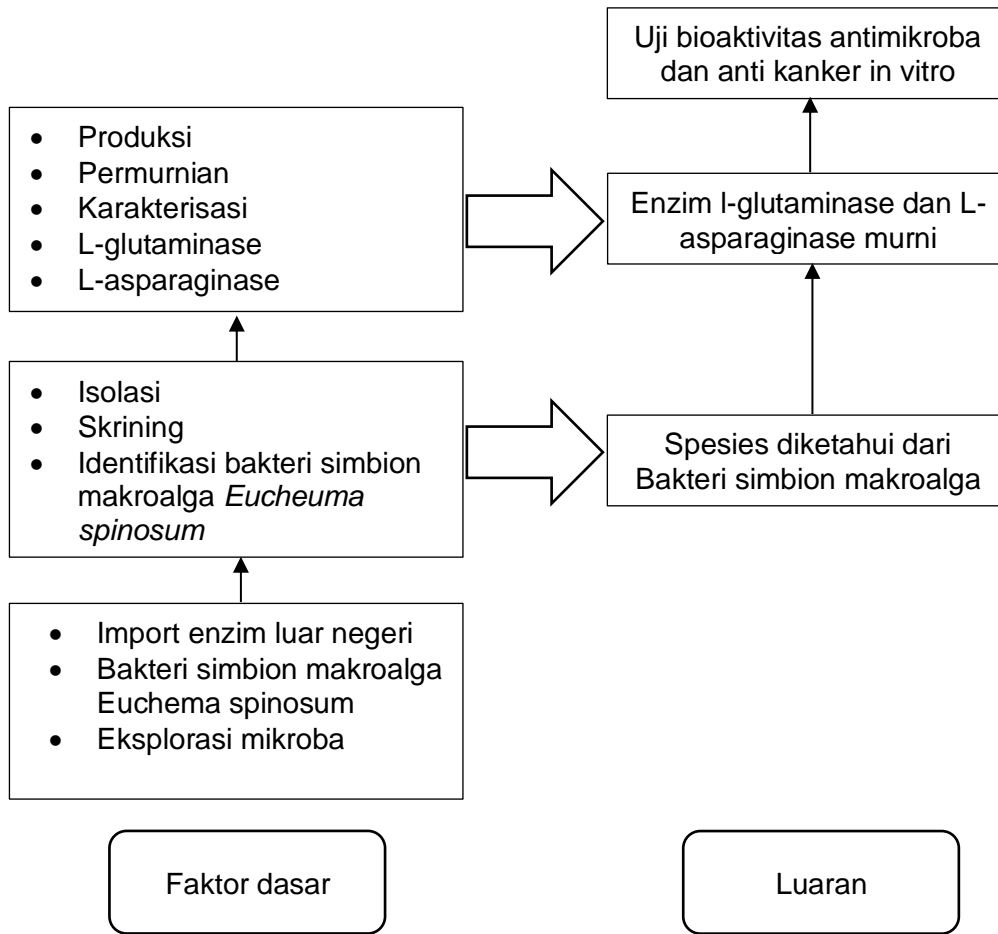 Uji bioaktivitas antimikroba
dan anti kanker in vitro
• Produksi
• Permurnian
• Karakterisasi
• L-glutaminase
• L-asparaginase
Enzim l-glutaminase dan L-
asparaginase murni
• Isolasi
• Skrining
• Identifikasi bakteri simbion
makroalga Eucheuma
spinosum
Spesies diketahui dari
Bakteri simbion makroalga
• Import enzim luar negeri
• Bakteri simbion makroalga
Euchema spinosum
• Eksplorasi mikroba
Faktor dasar
Luaran